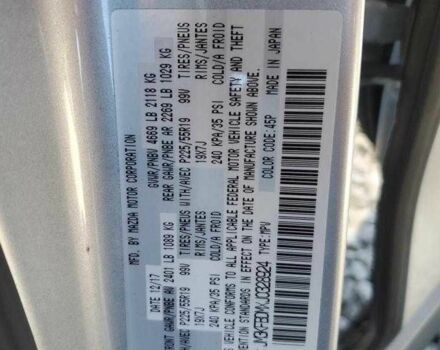 MFD. BY MAZDA MOTOR CORPORATION
DATE 12/17 GVWR/PNBV 4669 LB 2118 KG
FRONT GAWR/PNBE AV 2401 LB 1089 KG REAR GAWR/PNBE AR 2269 LB 1029 KG
TIRES/PNEUS WITH/AVEC P225/55R19 99V TIRES/PNEUS WITH/AVEC P225/55R19 99V
RIMS/JANTES 19X7J RIMS/JANTES 19X7J
COLD/A FROID 240 KPA/35 PSI COLD/A FROID 240 KPA/35 PSI
THIS VEHICLE CONFORMS TO ALL APPLICABLE FEDERAL MOTOR VEHICLE SAFETY AND THEFT
PREVENTION STANDARDS IN EFFECT ON THE DATE OF MANUFACTURE SHOWN ABOVE.
TYPE:MPV COLOR CODE: 45P MADE IN JAPAN